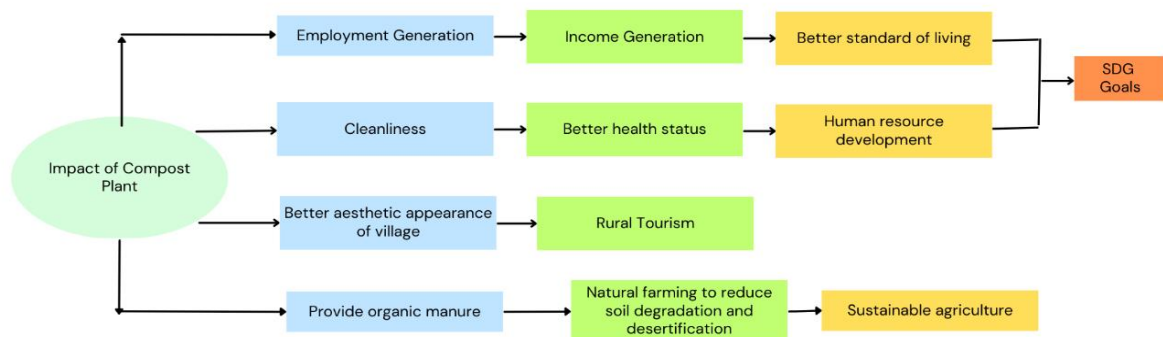 Employment Generation
Income Generation
Better standard of living
SDG
Goals
Cleanliness
Better health status
Human resource
development
Impact of Compost
Plant
Better aesthetic appearance
of village
Rural Tourism
Provide organic manure
Natural farming to reduce
soil degradation and
desertification
Sustainable agriculture